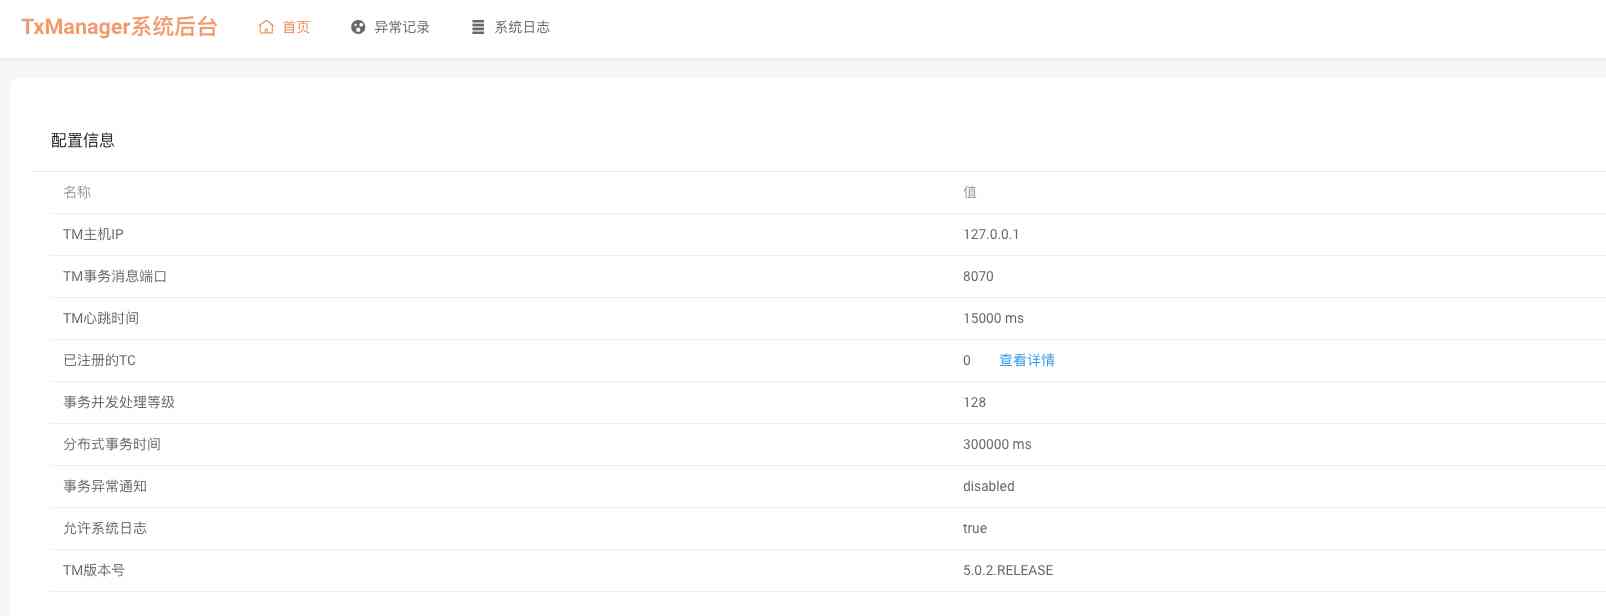 TxManager系统后台 首页 异常记录 系统日志
配置信息
名称 值
TM主机IP 127.0.0.1
TM事务消息端口 8070
TM心跳时间 15000 ms
已注册的TC 0 查看详情
事务并发处理等级 128
分布式事务时间 300000 ms
事务异常通知 disabled
允许系统日志 true
TM版本号 5.0.2.RELEASE